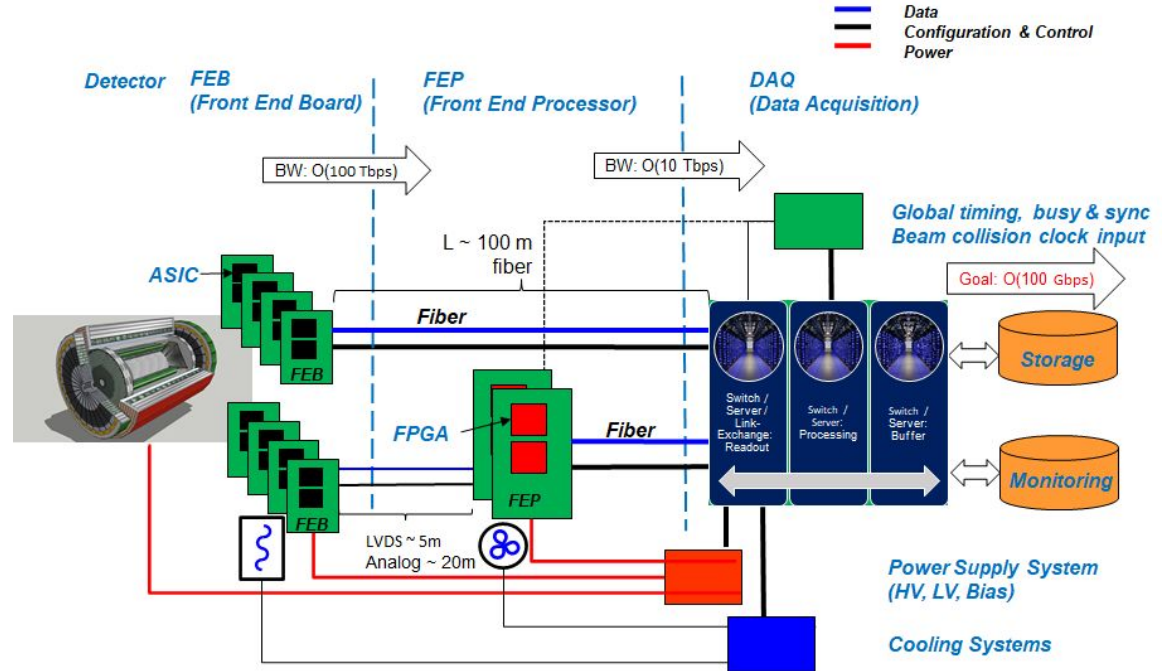 Data
Configuration & Control
Power
Detector
FEB
(Front End Board)
FEP
(Front End Processor)
DAQ
(Data Acquisition)
BW: O(100 Tbps)
BW: O(10 Tbps)
Global timing, busy & sync
Beam collision clock input
L ~ 100 m
fiber
Goal: O(100 Gbps)
ASIC
Fiber
FEB
Storage
Switch /
Server /
Link-
Exchange:
Readout
Switch /
Server:
Processing
Switch /
Server:
Buffer
FPGA
Fiber
Monitoring
FEB
FEP
LVDS ~ 5m
Analog ~ 20m
Power Supply System
(HV, LV, Bias)
Cooling Systems